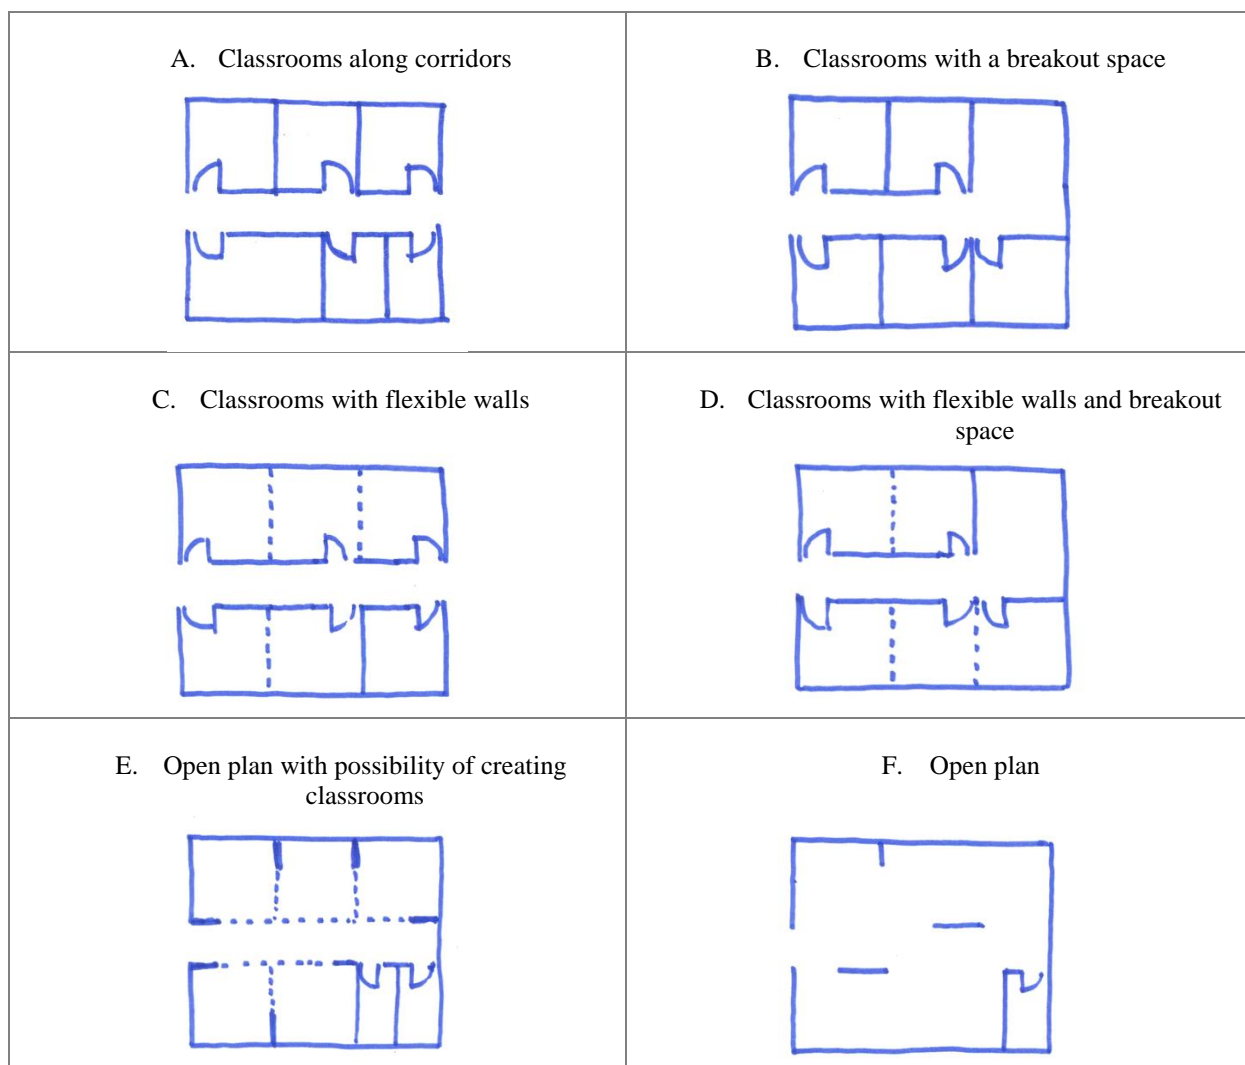 A. Classrooms along corridors
B. Classrooms with a breakout space
C. Classrooms with flexible walls
D. Classrooms with flexible walls and breakout
space
E. Open plan with possibility of creating
classrooms
F. Open plan